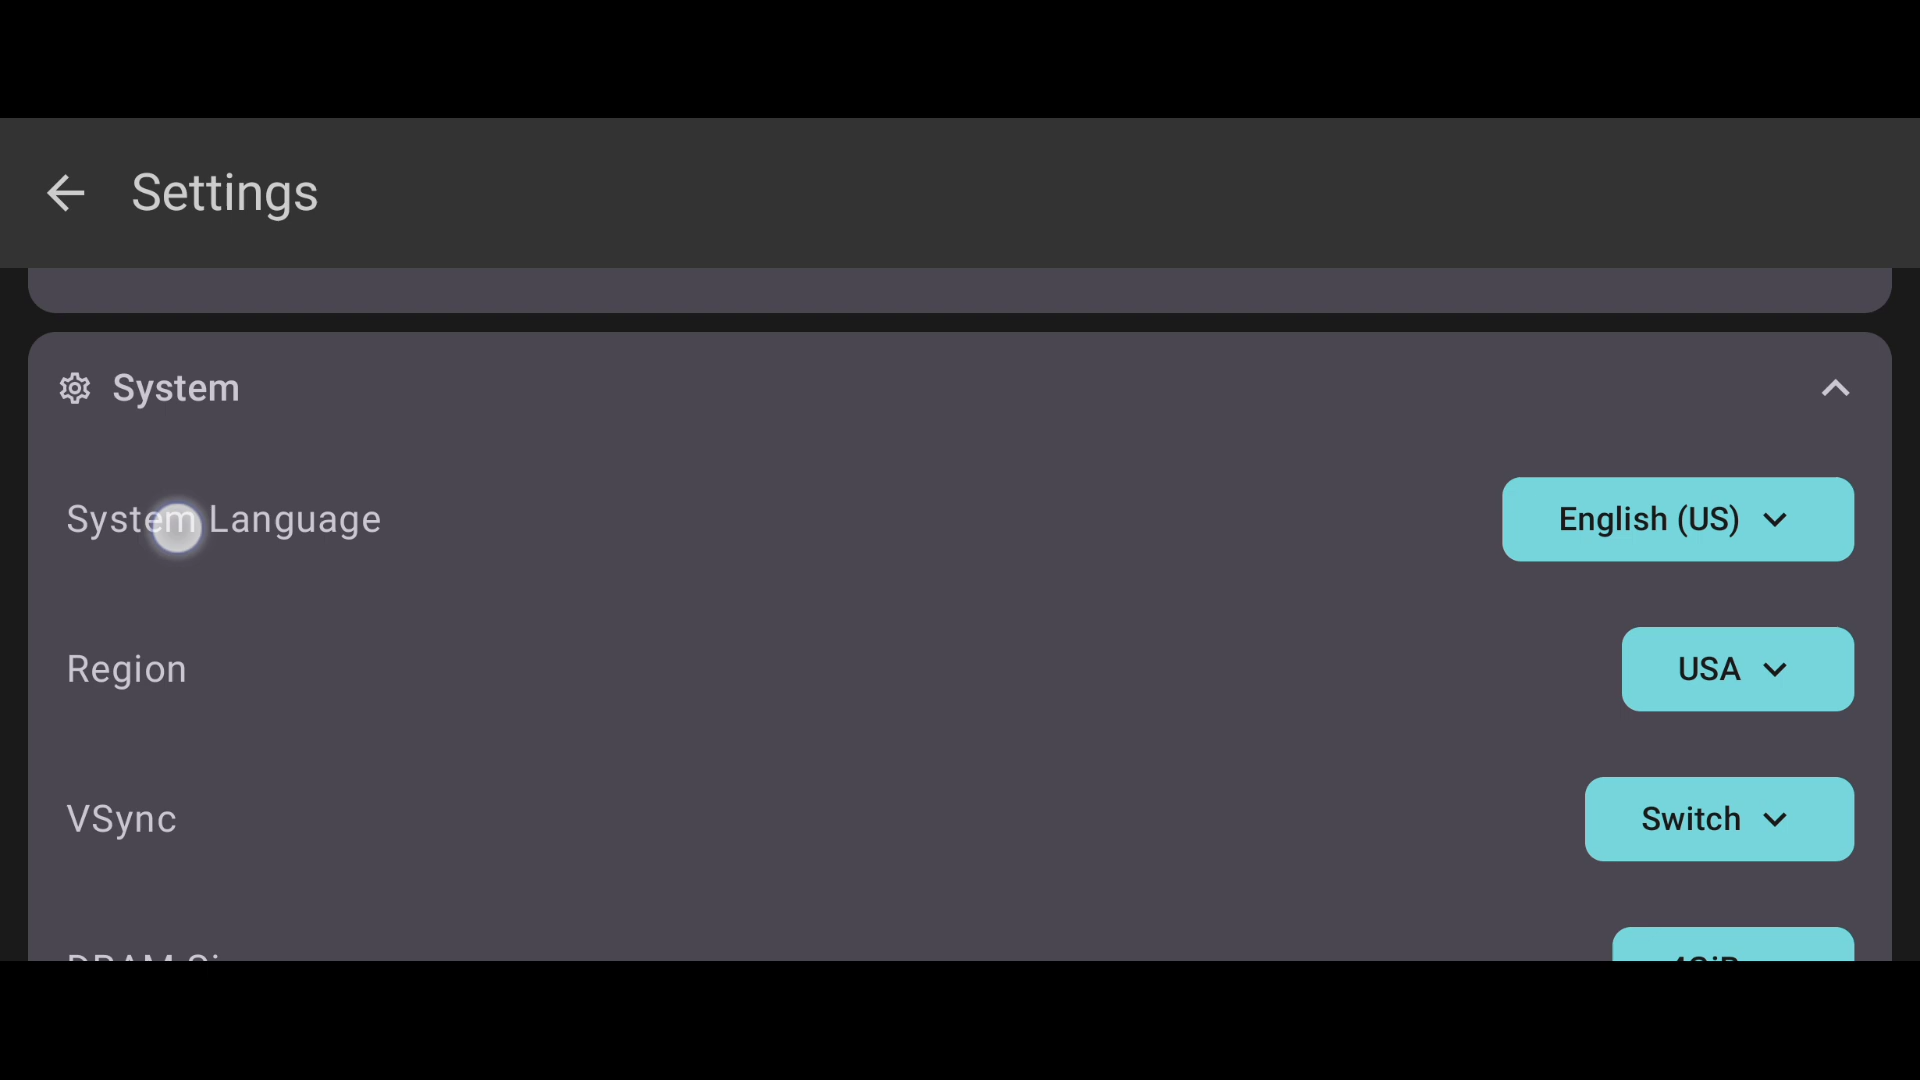 Settings
System
System Language
English (US)
Region
USA
VSync
Switch